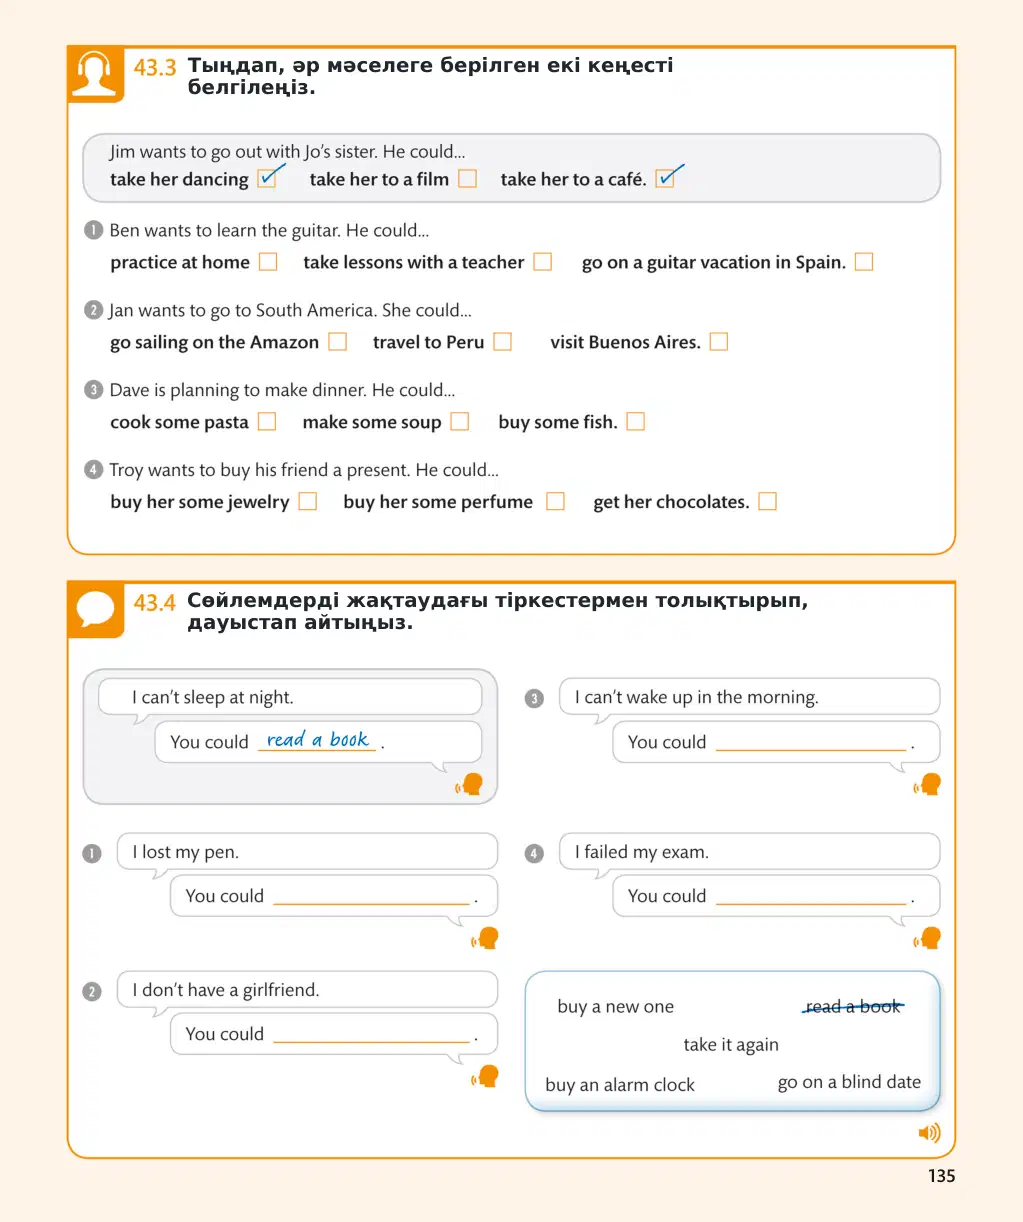 43.3 Тыңдап, әр мәселеге берілген екі кеңесті
белгілеңіз.
Jim wants to go out with Jo’s sister. He could...
take her dancing take her to a film take her to a café.
1 Ben wants to learn the guitar. He could...
practice at home take lessons with a teacher go on a guitar vacation in Spain.
2 Jan wants to go to South America. She could...
go sailing on the Amazon travel to Peru visit Buenos Aires.
3 Dave is planning to make dinner. He could...
cook some pasta make some soup buy some fish.
4 Troy wants to buy his friend a present. He could...
buy her some jewelry buy her some perfume get her chocolates.
43.4 Сөйлемдерді жақтаудағы тіркестермен толықтырып,
дауыстап айтыңыз.
I can’t sleep at night.
You could read a book .
1 I lost my pen.
You could .
2 I don’t have a girlfriend.
You could .
3 I can’t wake up in the morning.
You could .
4 I failed my exam.
You could .
buy a new one read a book
take it again
buy an alarm clock go on a blind date
135